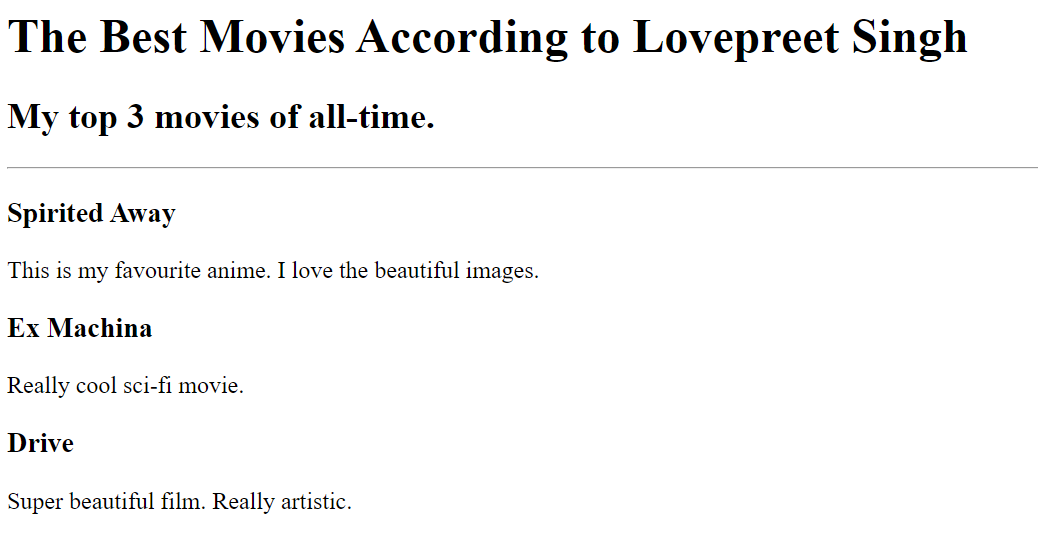 The Best Movies According to Lovepreet Singh
My top 3 movies of all-time.
Spirited Away
This is my favourite anime. I love the beautiful images.
Ex Machina
Really cool sci-fi movie.
Drive
Super beautiful film. Really artistic.